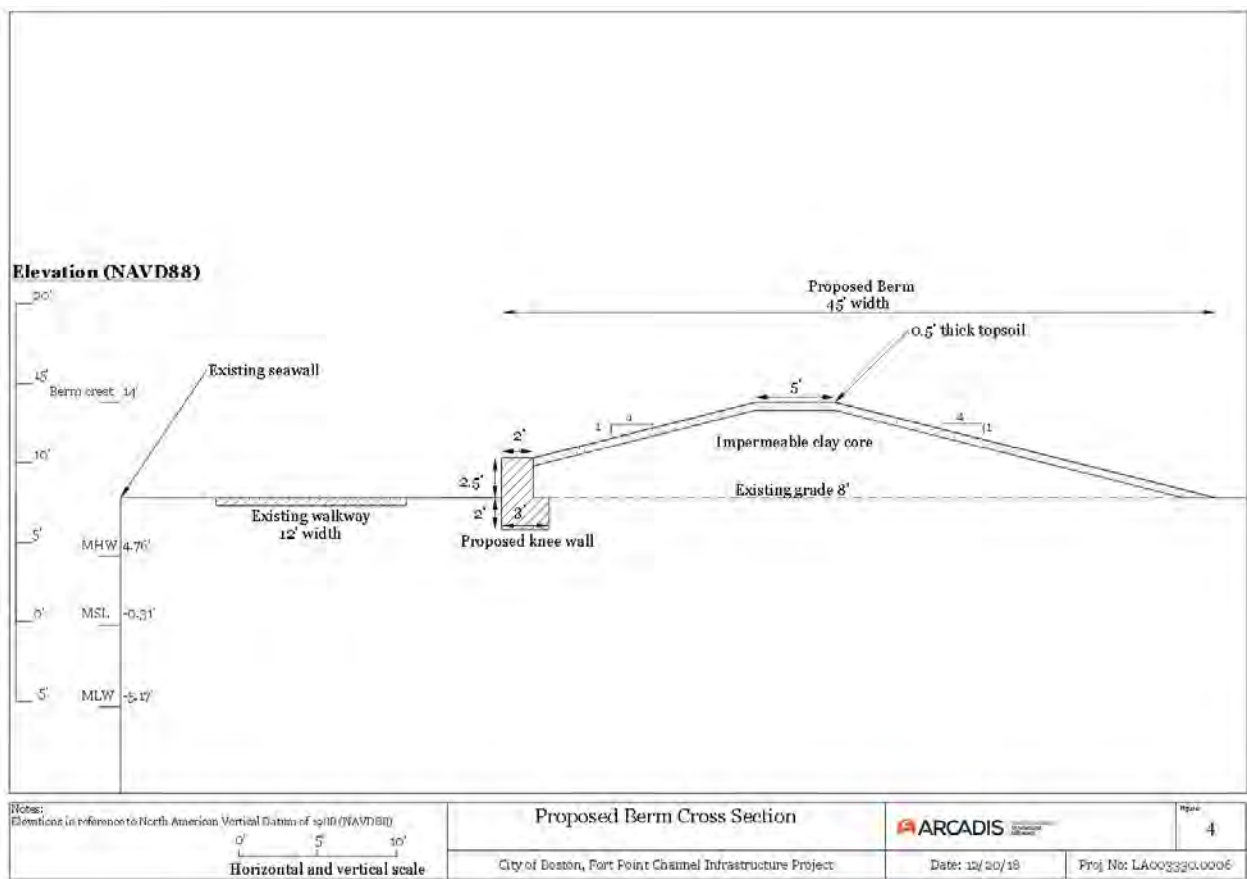 Elevation (NAVD88)
20'
15'
Berm crest 14'
10'
5'
MHW 4.76'
0'
MSL -0.31'
-5'
MLW -5.17'
Existing seawall
Existing walkway
12' width
Proposed Berm
45' width
0.5' thick topsoil
5'
1 4
4 1
2'
2.5'
2'
3'
Impermeable clay core
Existing grade 8'
Proposed knee wall
Notes:
Elevations in reference to North American Vertical Datum of 1988 (NAVD88)
0' 5' 10'
Horizontal and vertical scale
Proposed Berm Cross Section
City of Boston, Fort Point Channel Infrastructure Project
ARCADIS
Date: 12/20/18
Figure
4
Proj No: LA003330.0006